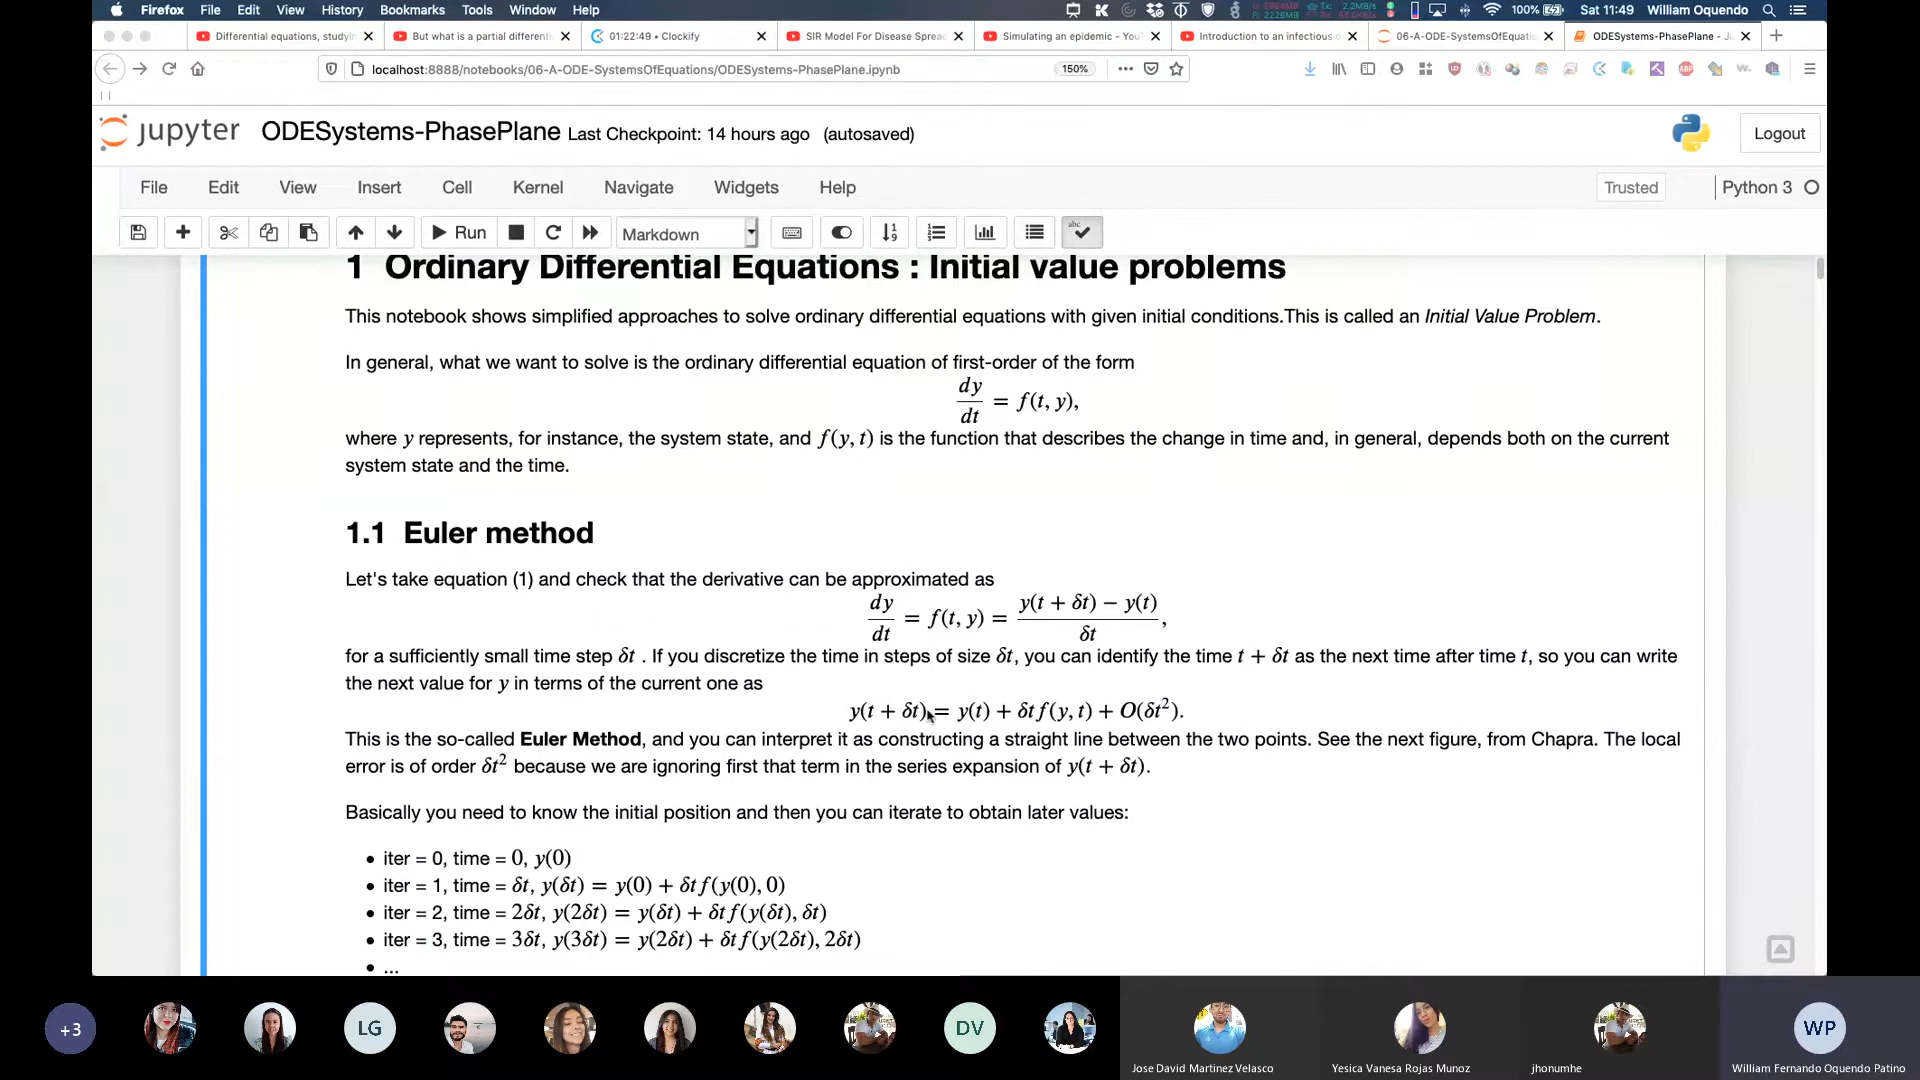 Firefox File Edit View History Bookmarks Tools Window Help 100% Sat 11:49 William Oquendo
Differential equations, studyin But what is a partial differenti 01:22:49 • Clockify SIR Model For Disease Sprea Simulating an epidemic - You Introduction to an infectious d 06-A-ODE-SystemsOfEquatio ODESystems-PhasePlane - Ju
localhost:8888/notebooks/06-A-ODE-SystemsOfEquations/ODESystems-PhasePlane.ipynb 150%
jupyter ODESystems-PhasePlane Last Checkpoint: 14 hours ago (autosaved) Logout
File Edit View Insert Cell Kernel Navigate Widgets Help Trusted Python 3
Run Markdown
1 Ordinary Differential Equations : Initial value problems
This notebook shows simplified approaches to solve ordinary differential equations with given initial conditions.This is called an Initial Value Problem.
In general, what we want to solve is the ordinary differential equation of first-order of the form
dy/dt = f(t, y),
where y represents, for instance, the system state, and f(y, t) is the function that describes the change in time and, in general, depends both on the current
system state and the time.
1.1 Euler method
Let's take equation (1) and check that the derivative can be approximated as
dy/dt = f(t, y) = y(t + δt) − y(t)/δt,
for a sufficiently small time step δt . If you discretize the time in steps of size δt, you can identify the time t + δt as the next time after time t, so you can write
the next value for y in terms of the current one as
y(t + δt) = y(t) + δt f(y, t) + O(δt²).
This is the so-called Euler Method, and you can interpret it as constructing a straight line between the two points. See the next figure, from Chapra. The local
error is of order δt² because we are ignoring first that term in the series expansion of y(t + δt).
Basically you need to know the initial position and then you can iterate to obtain later values:
• iter = 0, time = 0, y(0)
• iter = 1, time = δt, y(δt) = y(0) + δt f(y(0), 0)
• iter = 2, time = 2δt, y(2δt) = y(δt) + δt f(y(δt), δt)
• iter = 3, time = 3δt, y(3δt) = y(2δt) + δt f(y(2δt), 2δt)
• ...
+3 LG DV WP
Jose David Martinez Velasco Yesica Vanesa Rojas Munoz jhonumhe William Fernando Oquendo Patino